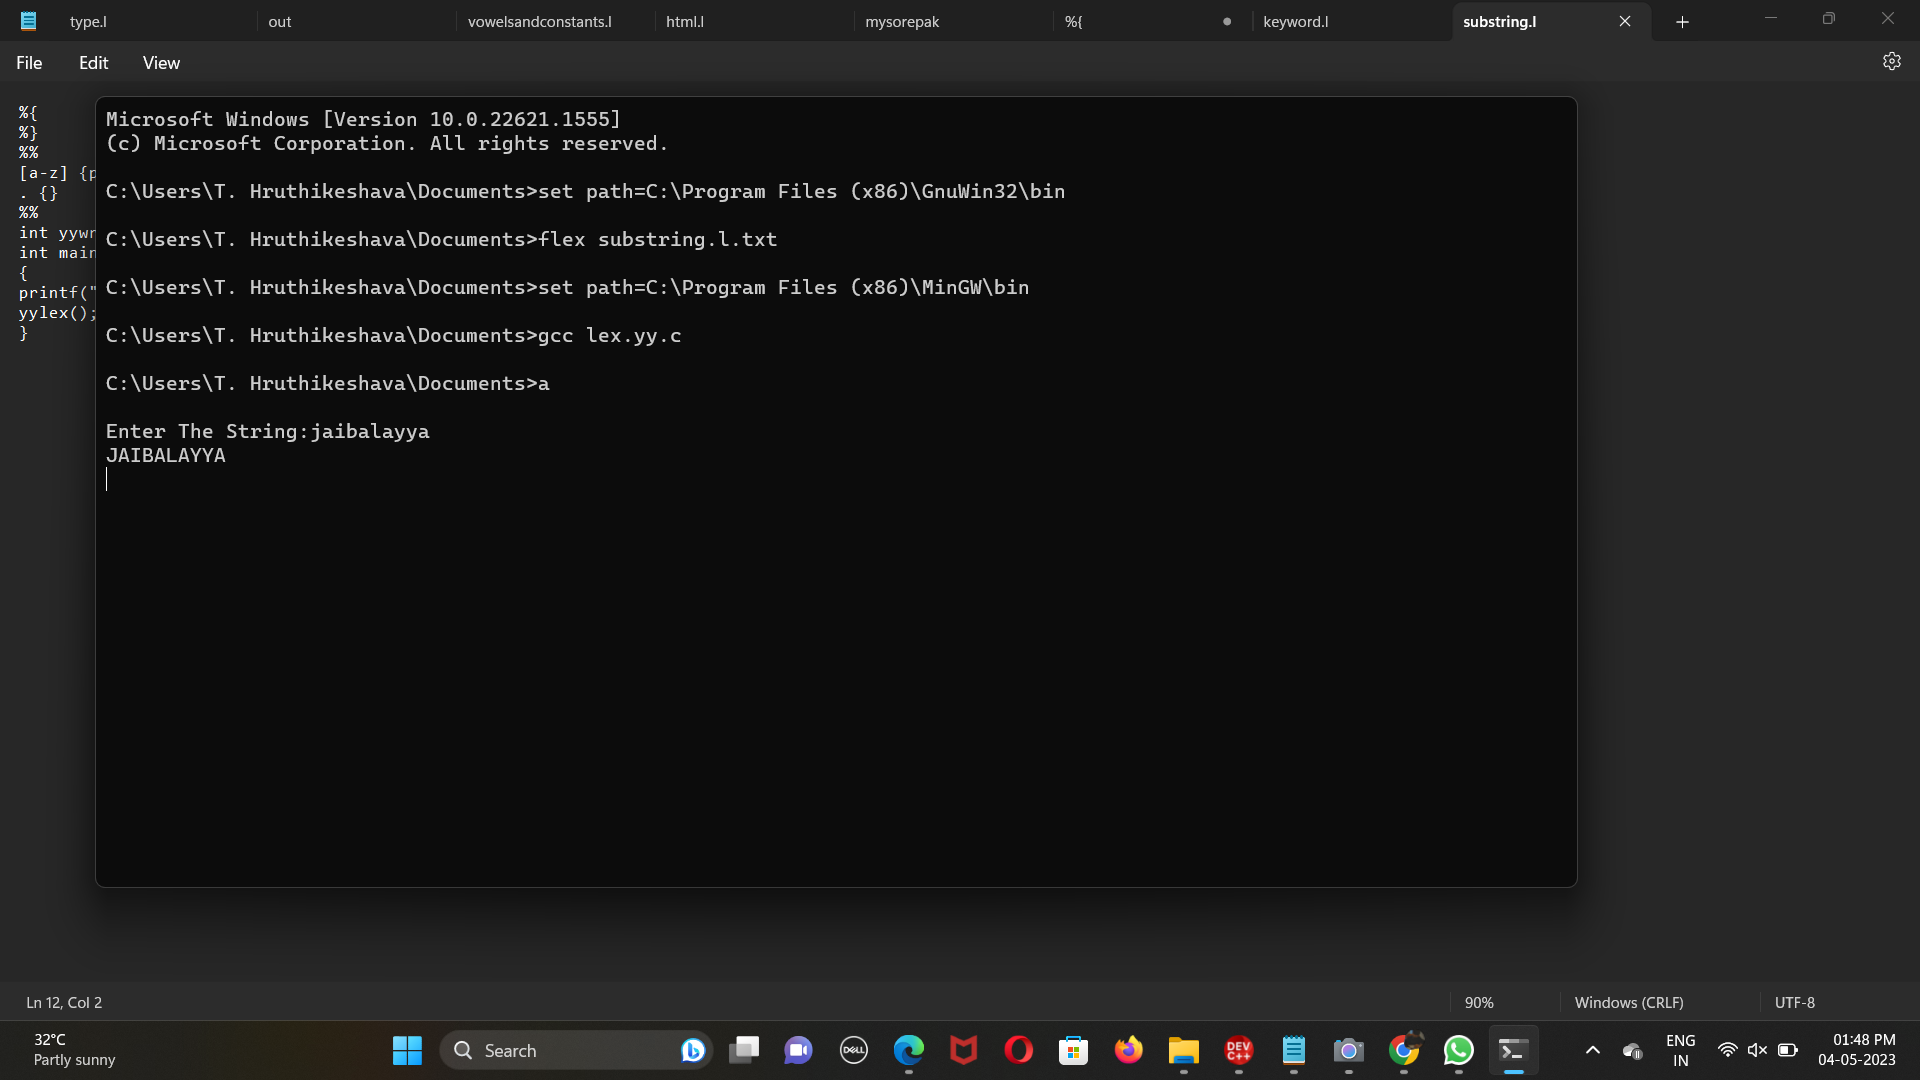 type.l
out
vowelsandconstants.l
html.l
mysorepak
%{
keyword.l
substring.l
File Edit View
%{
%}
%%
[a-z] {p
. {}
%%
int yywr
int main
{
printf("
yylex();
}
Microsoft Windows [Version 10.0.22621.1555]
(c) Microsoft Corporation. All rights reserved.
C:\Users\T. Hruthikeshava\Documents>set path=C:\Program Files (x86)\GnuWin32\bin
C:\Users\T. Hruthikeshava\Documents>flex substring.l.txt
C:\Users\T. Hruthikeshava\Documents>set path=C:\Program Files (x86)\MinGW\bin
C:\Users\T. Hruthikeshava\Documents>gcc lex.yy.c
C:\Users\T. Hruthikeshava\Documents>a
Enter The String:jaibalayya
JAIBALAYYA
Ln 12, Col 2
90%
Windows (CRLF)
UTF-8
32°C
Partly sunny
Search
DELL
DEV
C++
ENG
IN
01:48 PM
04-05-2023